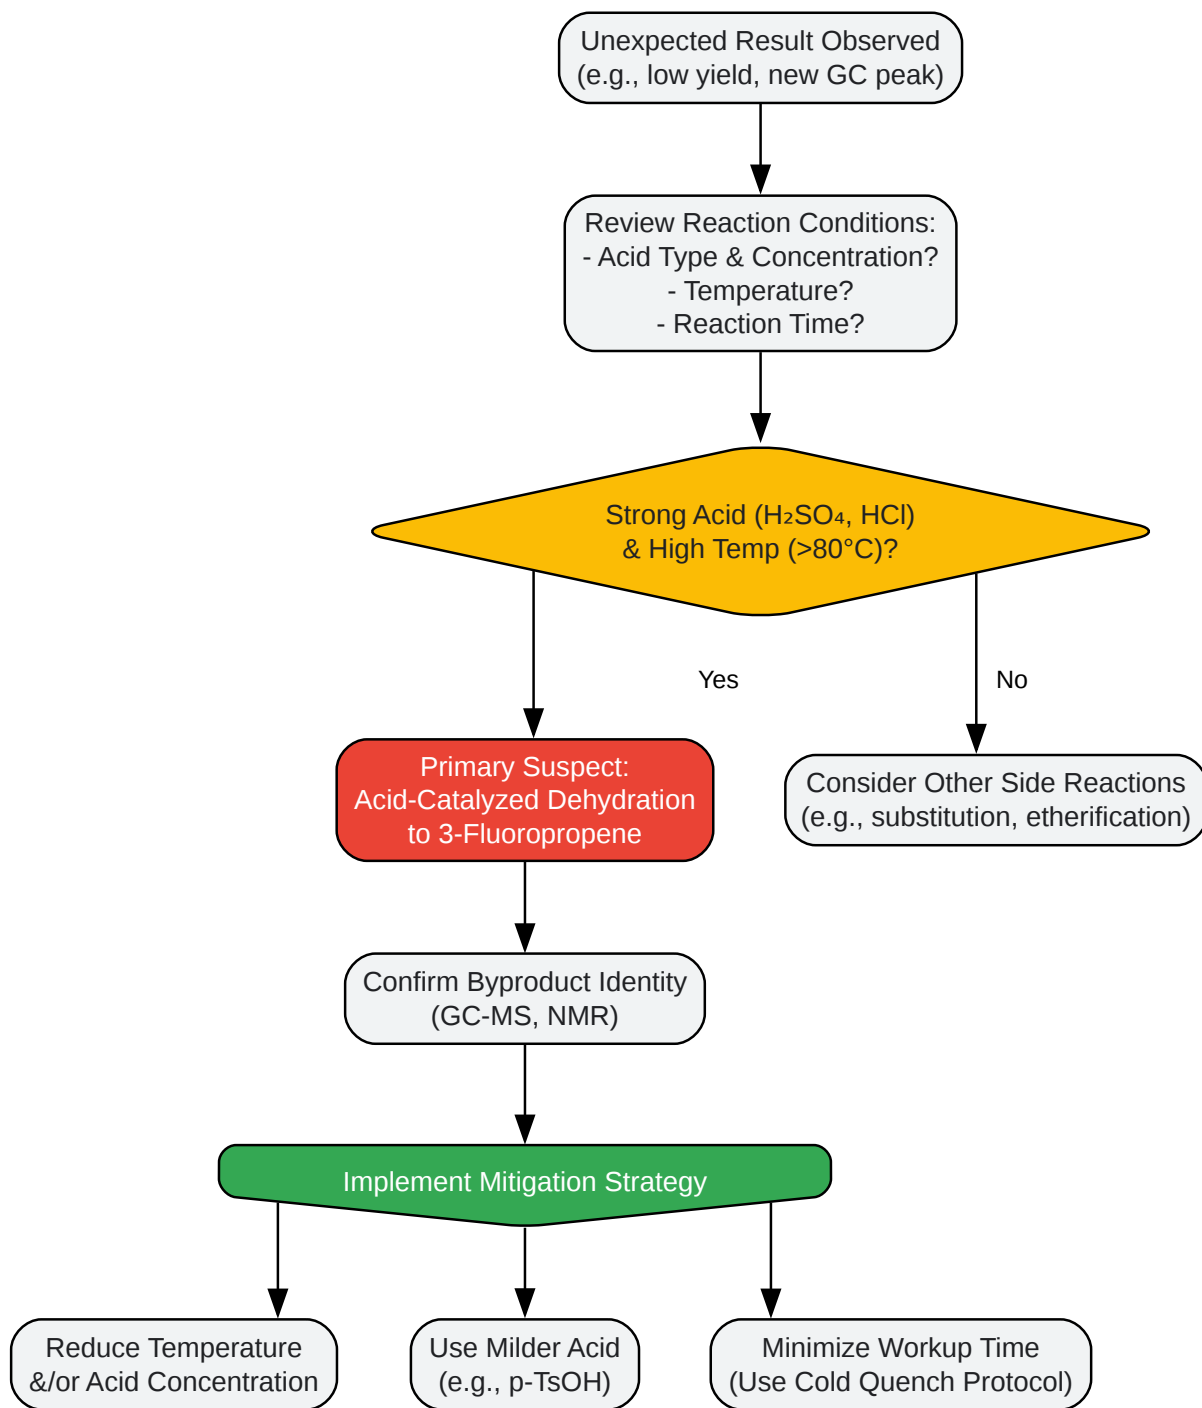 Unexpected Result Observed
(e.g., low yield, new GC peak)
Review Reaction Conditions:
- Acid Type & Concentration?
- Temperature?
- Reaction Time?
Strong Acid (H₂SO₄, HCl)
& High Temp (>80°C)?
Yes
No
Primary Suspect:
Acid-Catalyzed Dehydration
to 3-Fluoropropene
Consider Other Side Reactions
(e.g., substitution, etherification)
Confirm Byproduct Identity
(GC-MS, NMR)
Implement Mitigation Strategy
Reduce Temperature
&/or Acid Concentration
Use Milder Acid
(e.g., p-TsOH)
Minimize Workup Time
(Use Cold Quench Protocol)